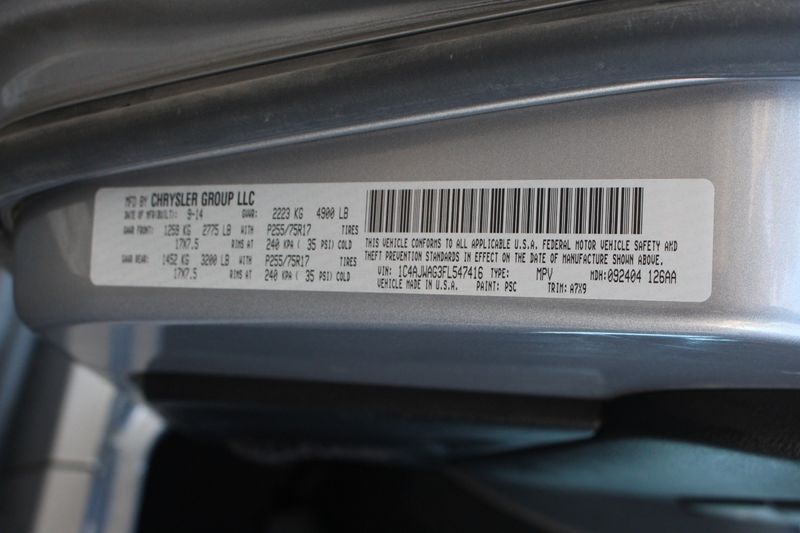 MFD BY CHRYSLER GROUP LLC
DATE OF MFR(BUILT): 9-14 GVWR: 2223 KG 4900 LB
GAWR FRONT: 1259 KG 2775 LB WITH P255/75R17 TIRES
17X7.5 RIMS AT 240 KPA ( 35 PSI) COLD
GAWR REAR: 1452 KG 3200 LB WITH P255/75R17 TIRES
17X7.5 RIMS AT 240 KPA ( 35 PSI) COLD
THIS VEHICLE CONFORMS TO ALL APPLICABLE U.S.A. FEDERAL MOTOR VEHICLE SAFETY AND
THEFT PREVENTION STANDARDS IN EFFECT ON THE DATE OF MANUFACTURE SHOWN ABOVE.
VIN: 1C4AJWAG3FL547416 TYPE: MPV MDH: 092404 126AA
VEHICLE MADE IN U.S.A. PAINT: PSC TRIM: A7X9